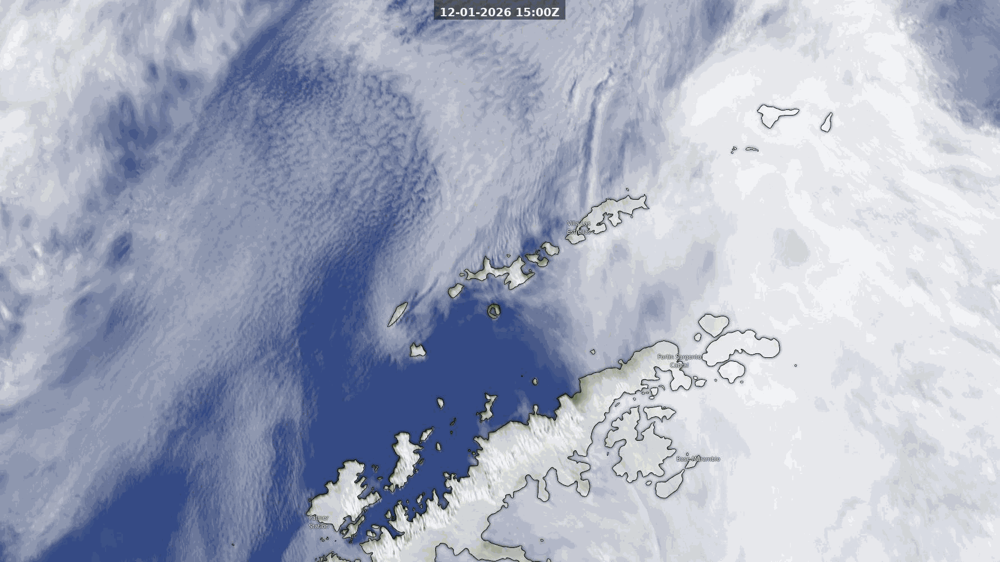 12-01-2026 15:00Z
Villa Las
Estrellas
Fortín Sargento
Cabral
Base Marambio
Palmer
Station